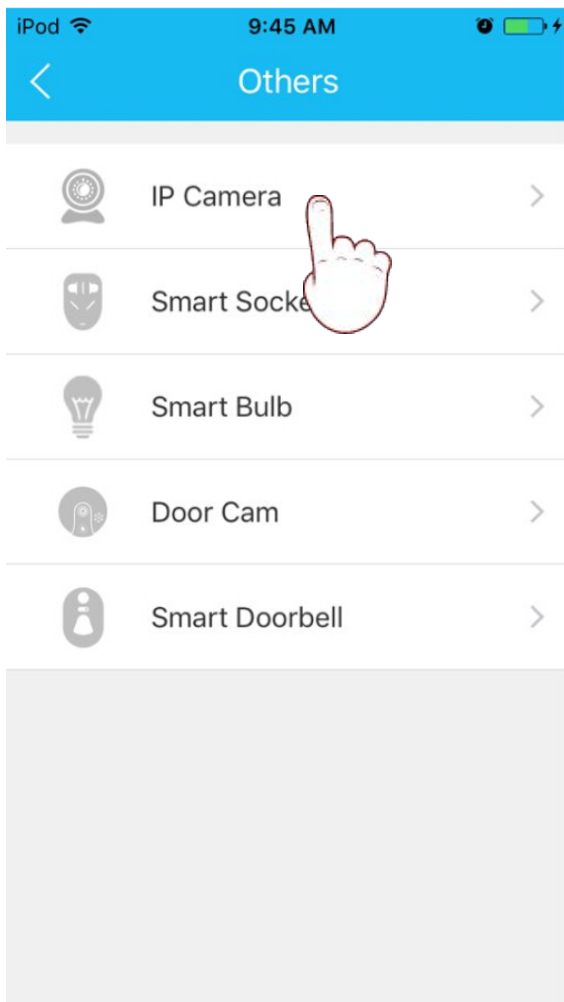 iPod 9:45 AM
Others
IP Camera
Smart Socke
Smart Bulb
Door Cam
Smart Doorbell